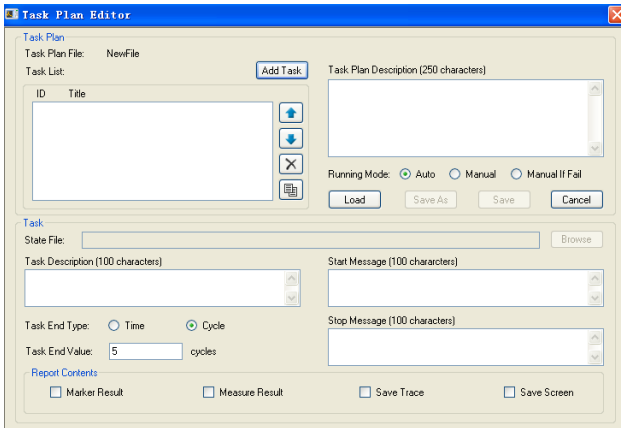 Task Plan Editor
Task Plan
Task Plan File: NewFile
Task List: Add Task
ID Title
Task Plan Description (250 characters)
Running Mode: Auto Manual Manual If Fail
Load Save As Save Cancel
Task
State File: Browse
Task Description (100 characters)
Start Message (100 chararcters)
Task End Type: Time Cycle
Stop Message (100 characters)
Task End Value: 5 cycles
Report Contents
Marker Result Measure Result Save Trace Save Screen